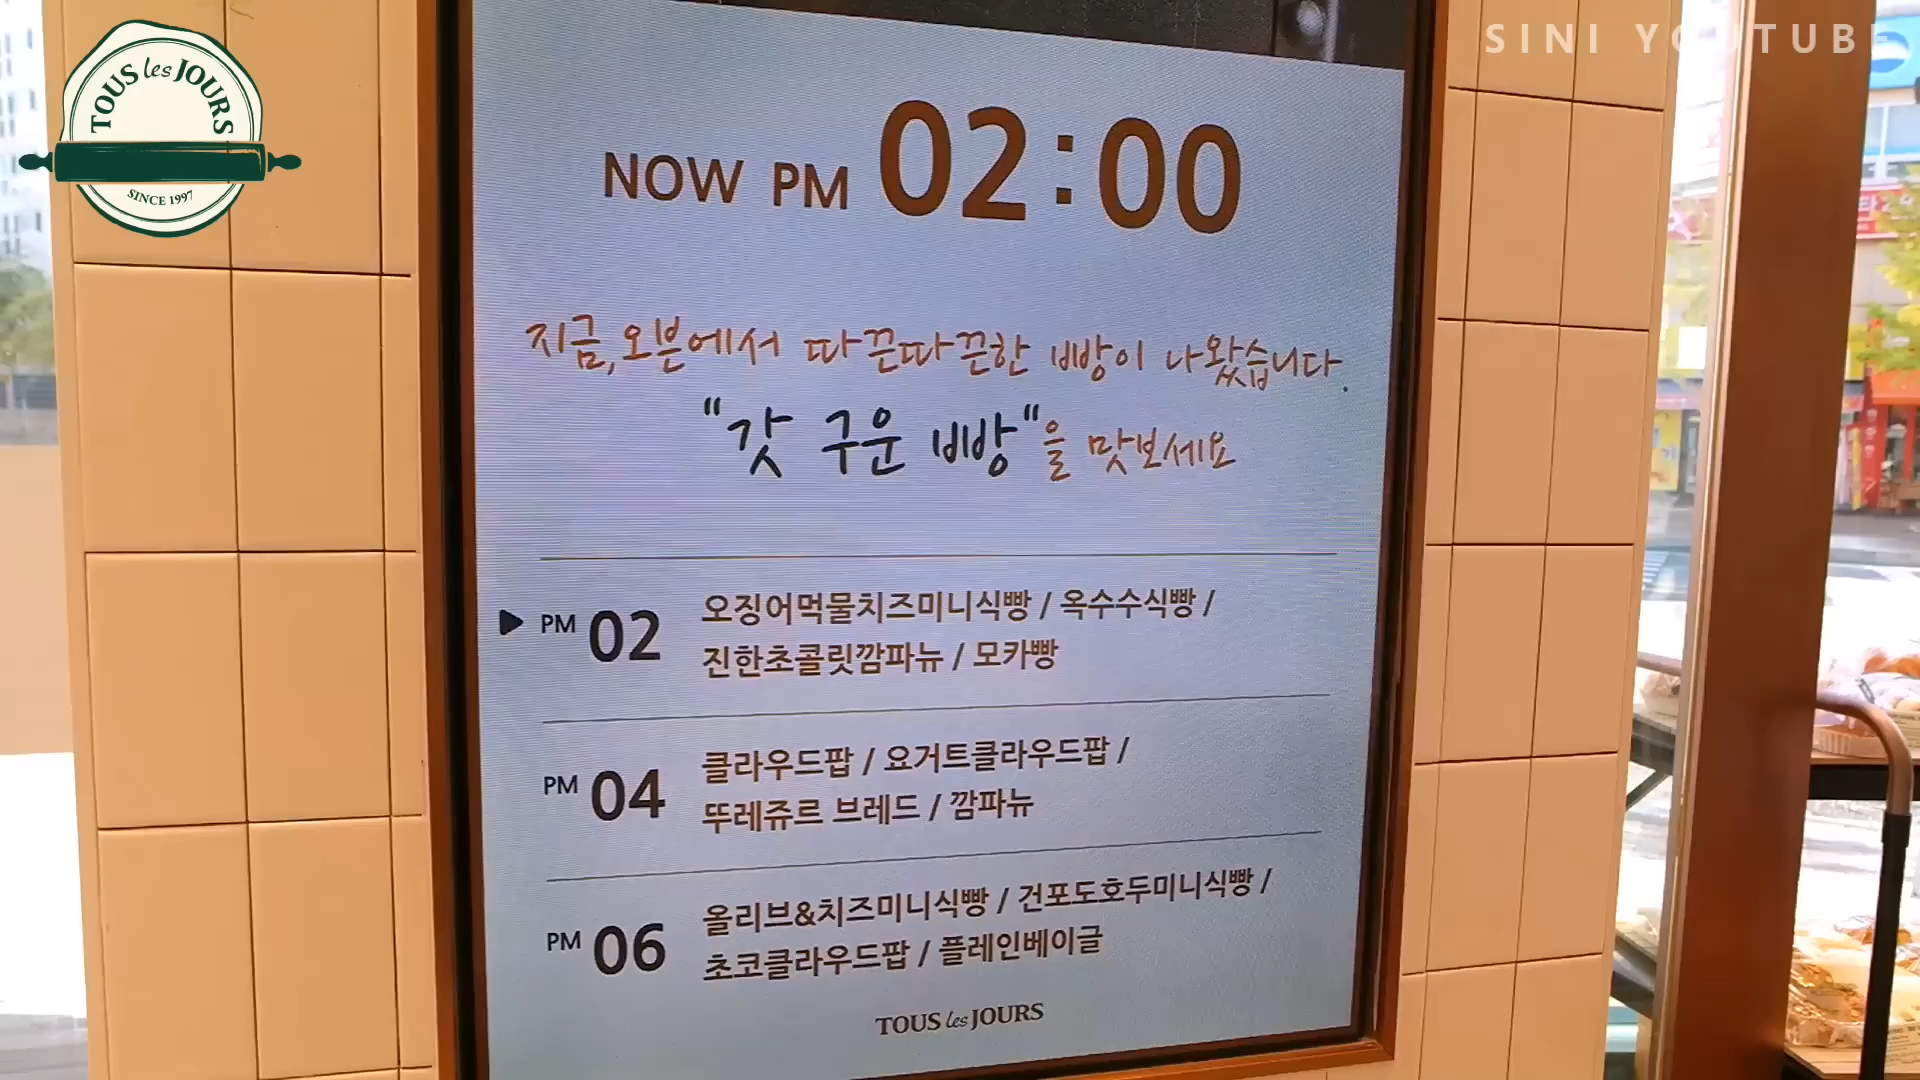 TOUS les JOURS
SINCE 1997
SINI YOUTUBE
NOW PM 02:00
지금, 오븐에서 따끈따끈한 빵이 나왔습니다.
"갓 구운 빵"을 맛보세요
PM 02 오징어먹물치즈미니식빵 / 옥수수식빵 /
진한초콜릿깜파뉴 / 모카빵
PM 04 클라우드팝 / 요거트클라우드팝 /
뚜레쥬르 브레드 / 깜파뉴
PM 06 올리브&치즈미니식빵 / 건포도호두미니식빵 /
초코클라우드팝 / 플레인베이글
TOUS les JOURS